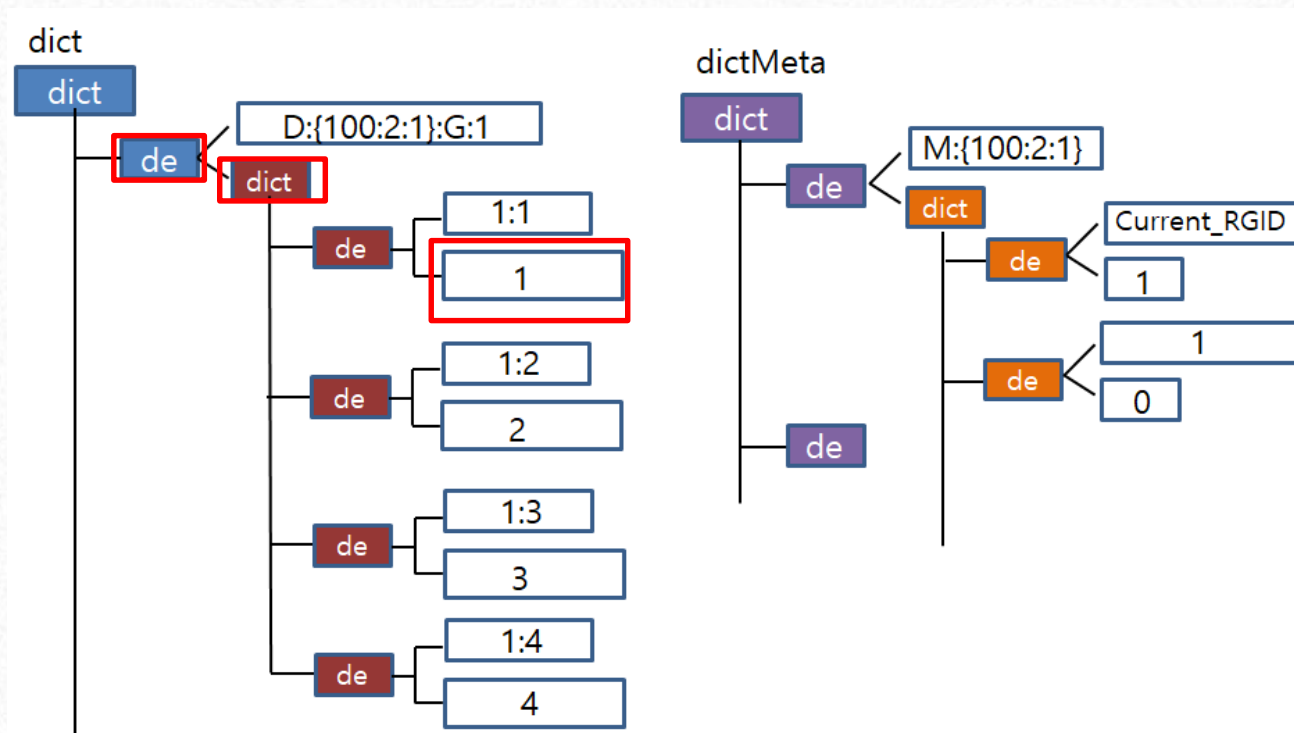 dict
dict
de
D:{100:2:1}:G:1
dict
de
1:1
1
de
1:2
2
de
1:3
3
de
1:4
4
dictMeta
dict
de
M:{100:2:1}
dict
de
Current_RGID
1
de
1
0
de